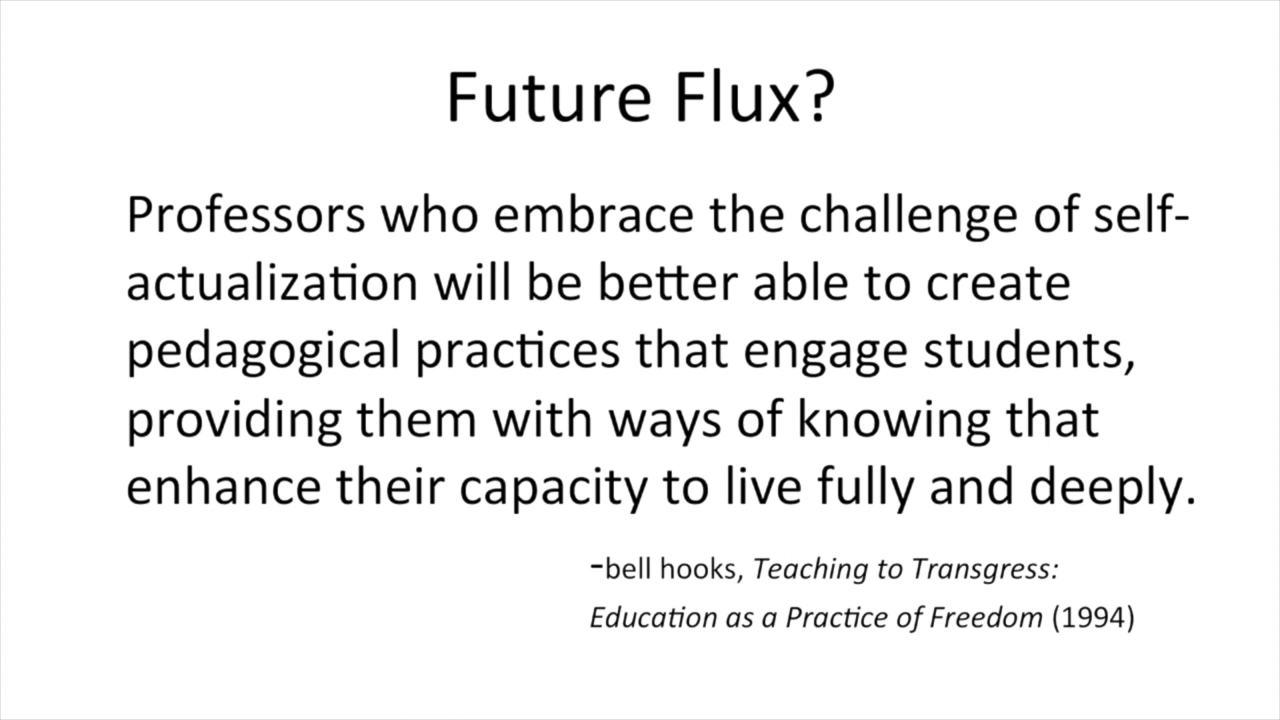 Future Flux?
Professors who embrace the challenge of self-
actualization will be better able to create
pedagogical practices that engage students,
providing them with ways of knowing that
enhance their capacity to live fully and deeply.
-bell hooks, Teaching to Transgress:
Education as a Practice of Freedom (1994)